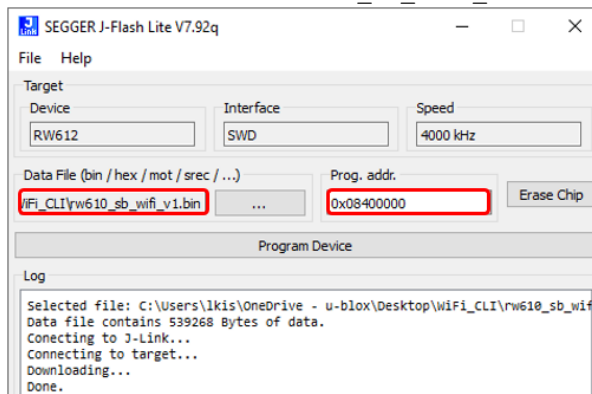 SEGGER J-Flash Lite V7.92q
File Help
Target
Device
Interface
Speed
RW612
SWD
4000 kHz
Data File (bin / hex / mot / srec / ...)
Prog. addr.
WiFi_CLI\rw610_sb_wifi_v1.bin
...
0x08400000
Erase Chip
Program Device
Log
Selected file: C:\Users\lkis\OneDrive - u-blox\Desktop\WiFi_CLI\rw610_sb_wif
Data file contains 539268 Bytes of data.
Conecting to J-Link...
Connecting to target...
Downloading...
Done.